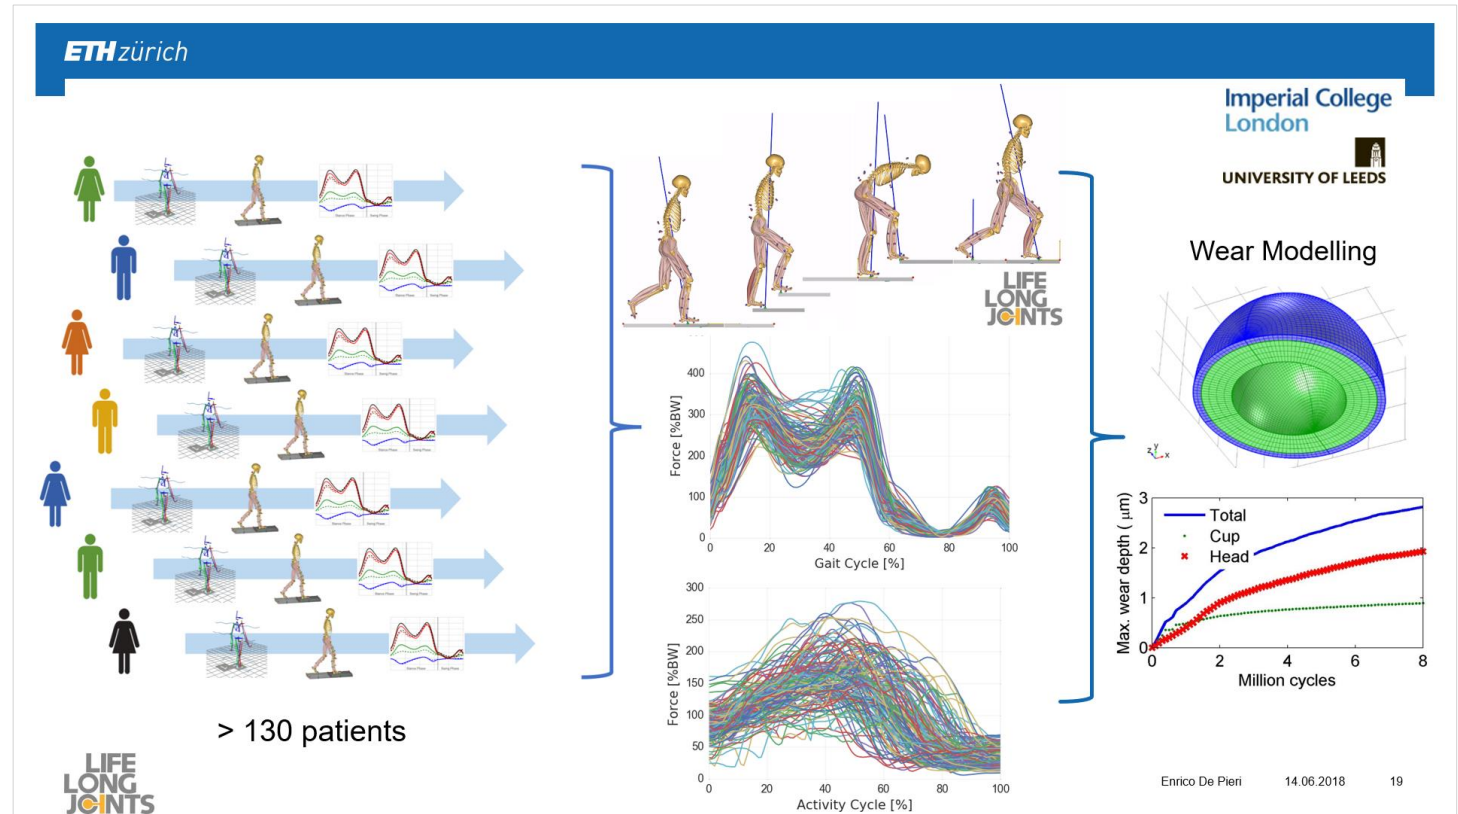 ETH zürich
Imperial College
London
UNIVERSITY OF LEEDS
> 130 patients
LIFE
LONG
JOINTS
LIFE
LONG
JOINTS
Force [%BW]
400
300
200
100
0
0 20 40 60 80 100
Gait Cycle [%]
Force [%BW]
300
250
200
150
100
50
0
0 20 40 60 80 100
Activity Cycle [%]
Wear Modelling
z y x
Max. wear depth ( μm)
3
2
1
0
Total
Cup
Head
0 2 4 6 8
Million cycles
Enrico De Pieri 14.06.2018 19